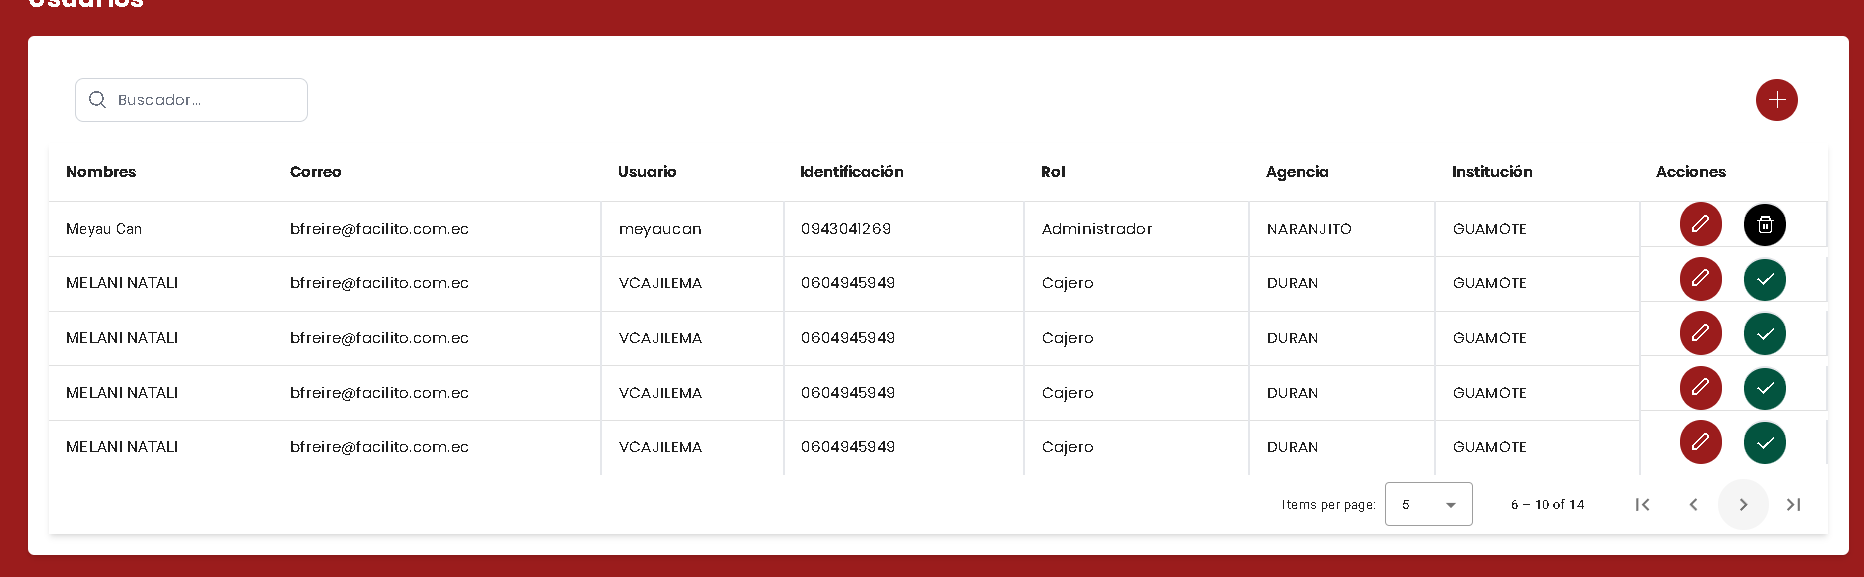 Usuarios
Buscador...
Nombres Correo Usuario Identificación Rol Agencia Institución Acciones
Meyau Can bfreire@facilito.com.ec meyaucan 0943041269 Administrador NARANJITO GUAMOTE
MELANI NATALI bfreire@facilito.com.ec VCAJILEMA 0604945949 Cajero DURAN GUAMOTE
MELANI NATALI bfreire@facilito.com.ec VCAJILEMA 0604945949 Cajero DURAN GUAMOTE
MELANI NATALI bfreire@facilito.com.ec VCAJILEMA 0604945949 Cajero DURAN GUAMOTE
MELANI NATALI bfreire@facilito.com.ec VCAJILEMA 0604945949 Cajero DURAN GUAMOTE
Items per page: 5 6 – 10 of 14